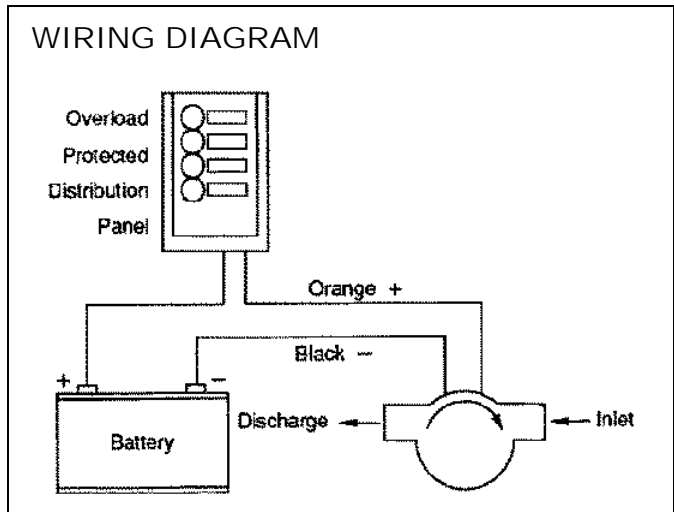 WIRING DIAGRAM
Overload
Protected
Distribution
Panel
Orange +
Black –
+
–
Battery
Discharge
Inlet